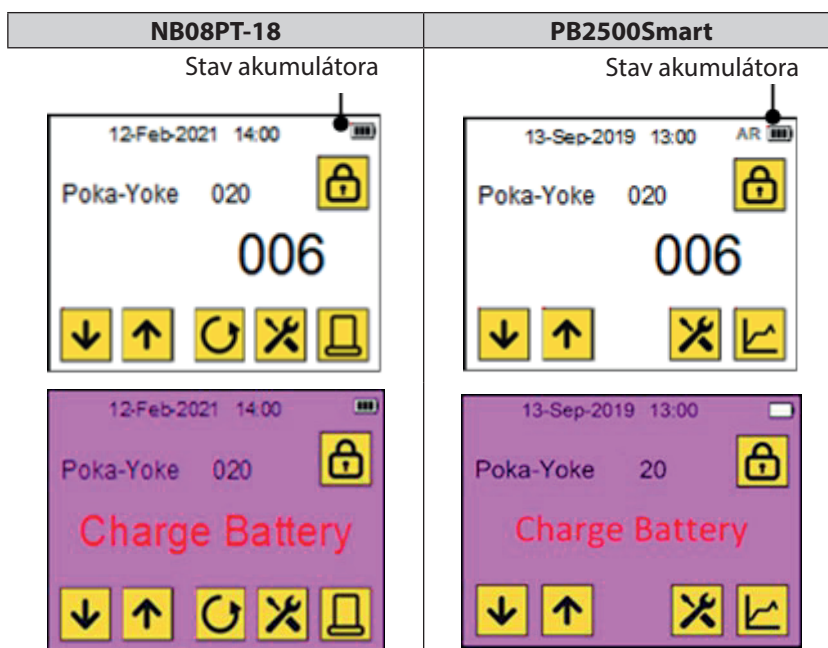 NB08PT-18
PB2500Smart
Stav akumulátora
Stav akumulátora
12-Feb-2021 14:00
Poka-Yoke 020
006
13-Sep-2019 13:00 AR
Poka-Yoke 020
006
12-Feb-2021 14:00
Poka-Yoke 020
Charge Battery
13-Sep-2019 13:00
Poka-Yoke 20
Charge Battery